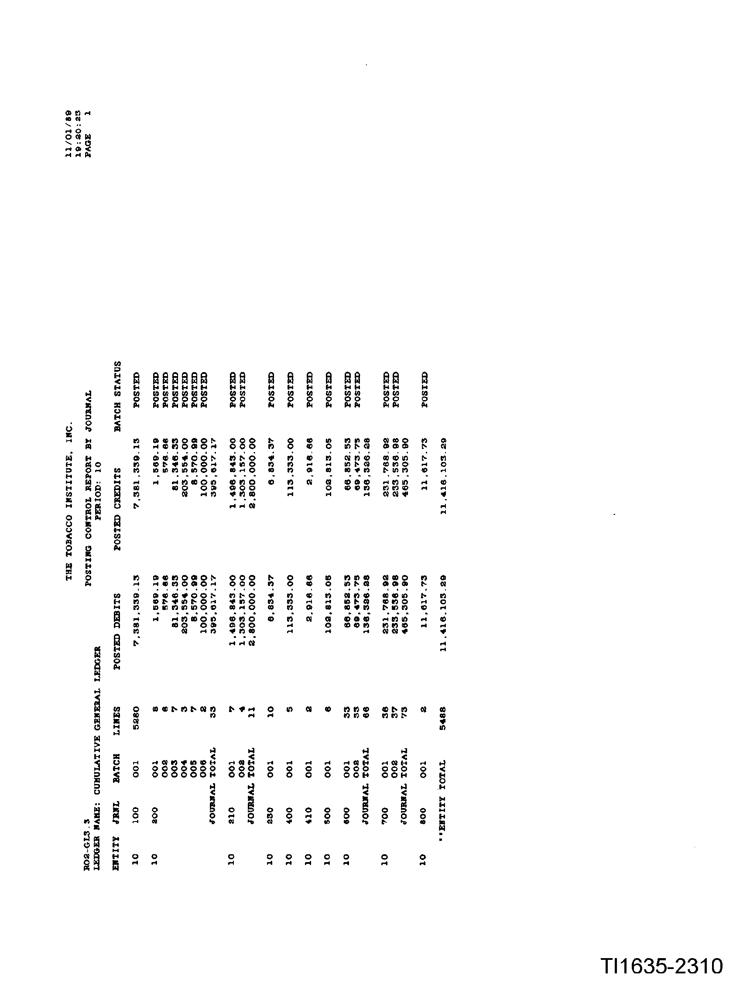 11/01/89
19:20:23
PAGE 1
THE TOBACCO INSTITUTE, INC.
R02-GL3.3 POSTING CONTROL REPORT BY JOURNAL
LEDGER NAME: CUMULATIVE GENERAL LEDGER PERIOD: 10
ENTITY JRNL BATCH LINES POSTED DEBITS POSTED CREDITS BATCH STATUS
10 100 001 5280 7,381,339.13 7,381,339.13 POSTED
10 200 001 8 1,569.19 1,569.19 POSTED
002 6 576.66 576.66 POSTED
003 7 81,346.33 81,346.33 POSTED
004 3 203,554.00 203,554.00 POSTED
005 7 8,570.99 8,570.99 POSTED
006 2 100,000.00 100,000.00 POSTED
JOURNAL TOTAL 33 395,617.17 395,617.17
10 210 001 7 1,496,843.00 1,496,843.00 POSTED
002 4 1,303,157.00 1,303,157.00 POSTED
JOURNAL TOTAL 11 2,800,000.00 2,800,000.00
10 230 001 10 6,834.37 6,834.37 POSTED
10 400 001 5 113,333.00 113,333.00 POSTED
10 410 001 2 2,916.66 2,916.66 POSTED
10 500 001 6 102,813.05 102,813.05 POSTED
10 600 001 33 66,852.53 66,852.53 POSTED
002 33 69,473.75 69,473.75 POSTED
JOURNAL TOTAL 66 136,326.28 136,326.28
10 700 001 36 231,768.92 231,768.92 POSTED
002 37 233,536.98 233,536.98 POSTED
JOURNAL TOTAL 73 465,305.90 465,305.90
10 800 001 2 11,617.73 11,617.73 POSTED
**ENTITY TOTAL 5488 11,416,103.29 11,416,103.29
TI1635-2310